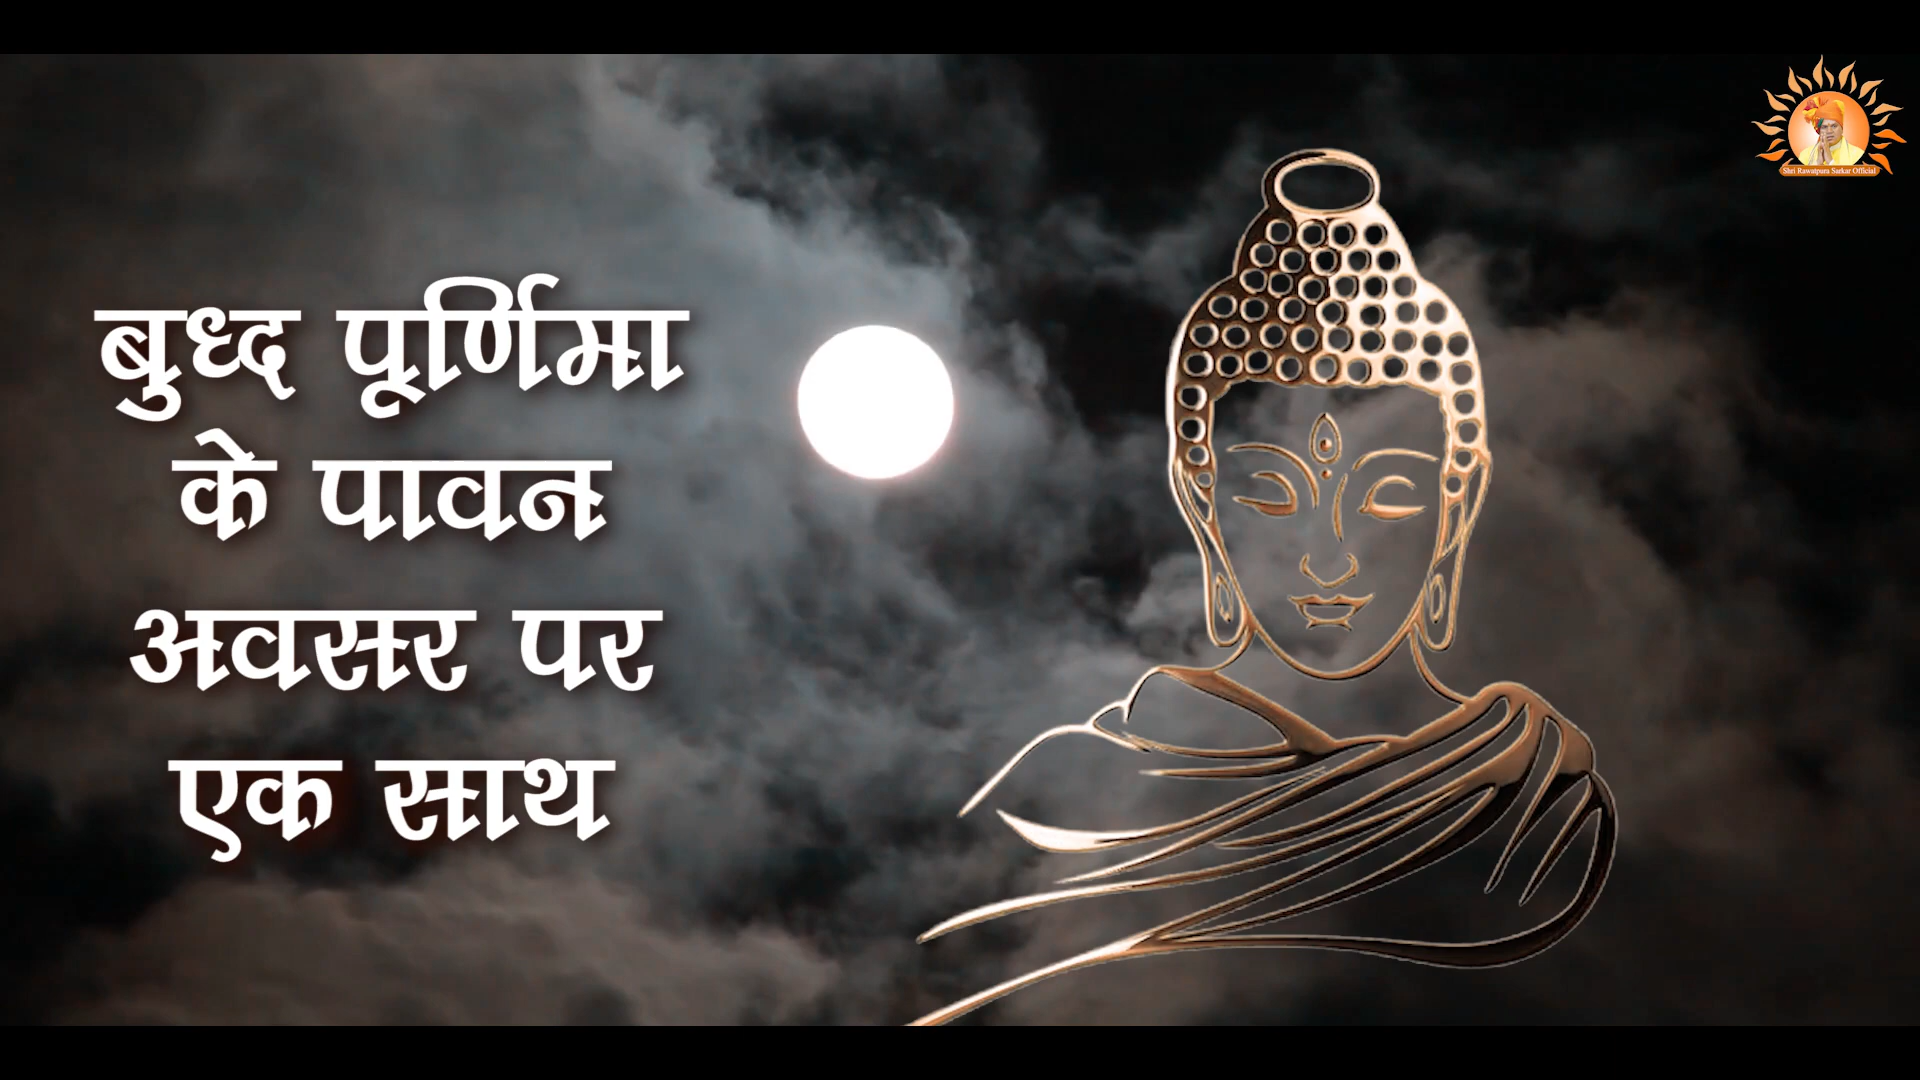 बुध्द पूर्णिमा
के पावन
अवसर पर
एक साथ
Shri Rawatpura Sarkar Official